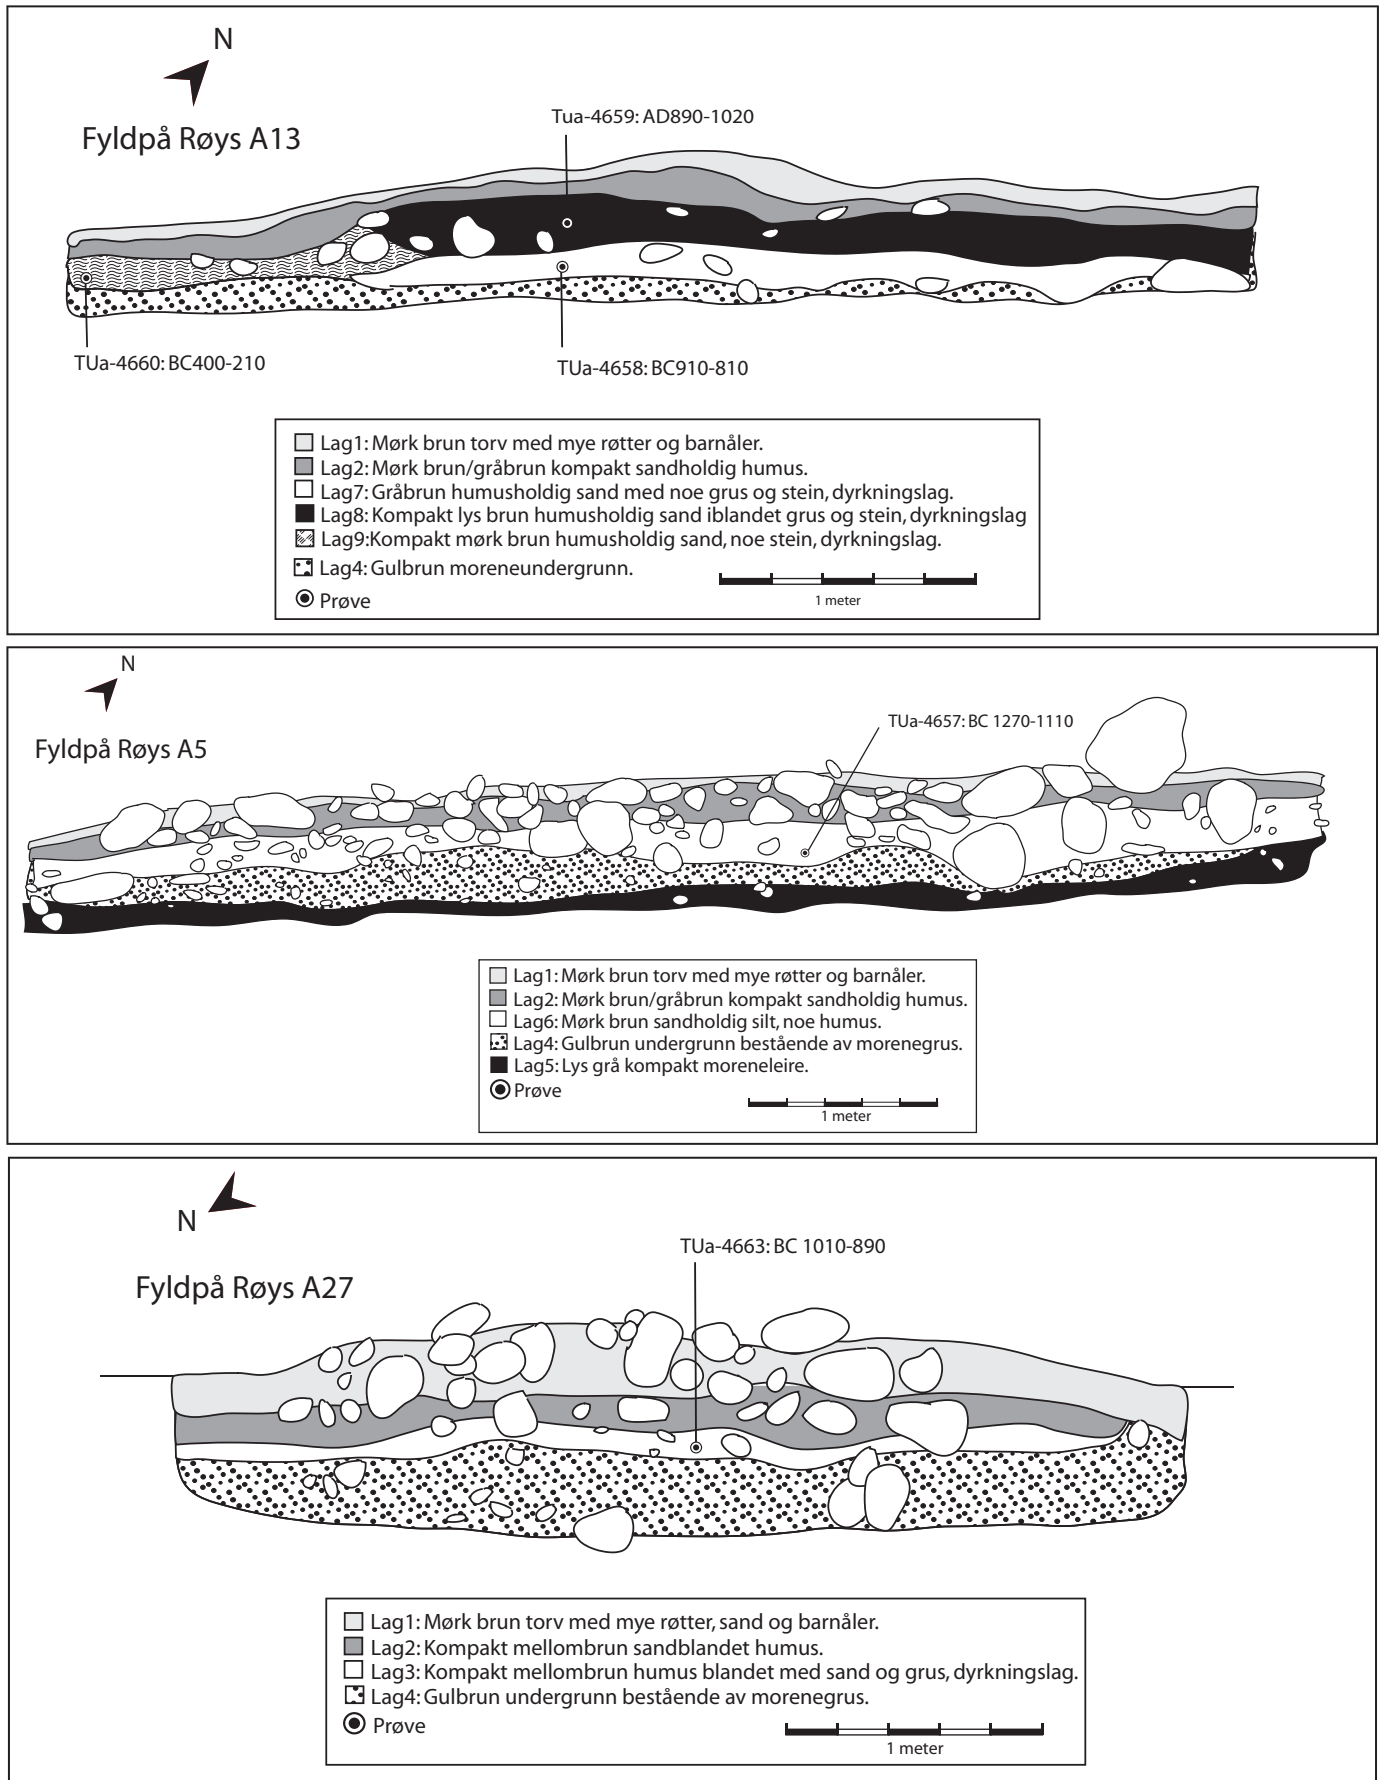 N
Fyldpå Røys A13
Tua-4659: AD890-1020
TUa-4660: BC400-210
TUa-4658: BC910-810
Lag1: Mørk brun torv med mye røtter og barnåler.
Lag2: Mørk brun/gråbrun kompakt sandholdig humus.
Lag7: Gråbrun humusholdig sand med noe grus og stein, dyrkningslag.
Lag8: Kompakt lys brun humusholdig sand iblandet grus og stein, dyrkningslag
Lag9:Kompakt mørk brun humusholdig sand, noe stein, dyrkningslag.
Lag4: Gulbrun moreneundergrunn.
Prøve
1 meter
N
Fyldpå Røys A5
TUa-4657: BC 1270-1110
Lag1: Mørk brun torv med mye røtter og barnåler.
Lag2: Mørk brun/gråbrun kompakt sandholdig humus.
Lag6: Mørk brun sandholdig silt, noe humus.
Lag4: Gulbrun undergrunn bestående av morenegrus.
Lag5: Lys grå kompakt moreneleire.
Prøve
1 meter
N
Fyldpå Røys A27
TUa-4663: BC 1010-890
Lag1: Mørk brun torv med mye røtter, sand og barnåler.
Lag2: Kompakt mellombrun sandblandet humus.
Lag3: Kompakt mellombrun humus blandet med sand og grus, dyrkningslag.
Lag4: Gulbrun undergrunn bestående av morenegrus.
Prøve
1 meter